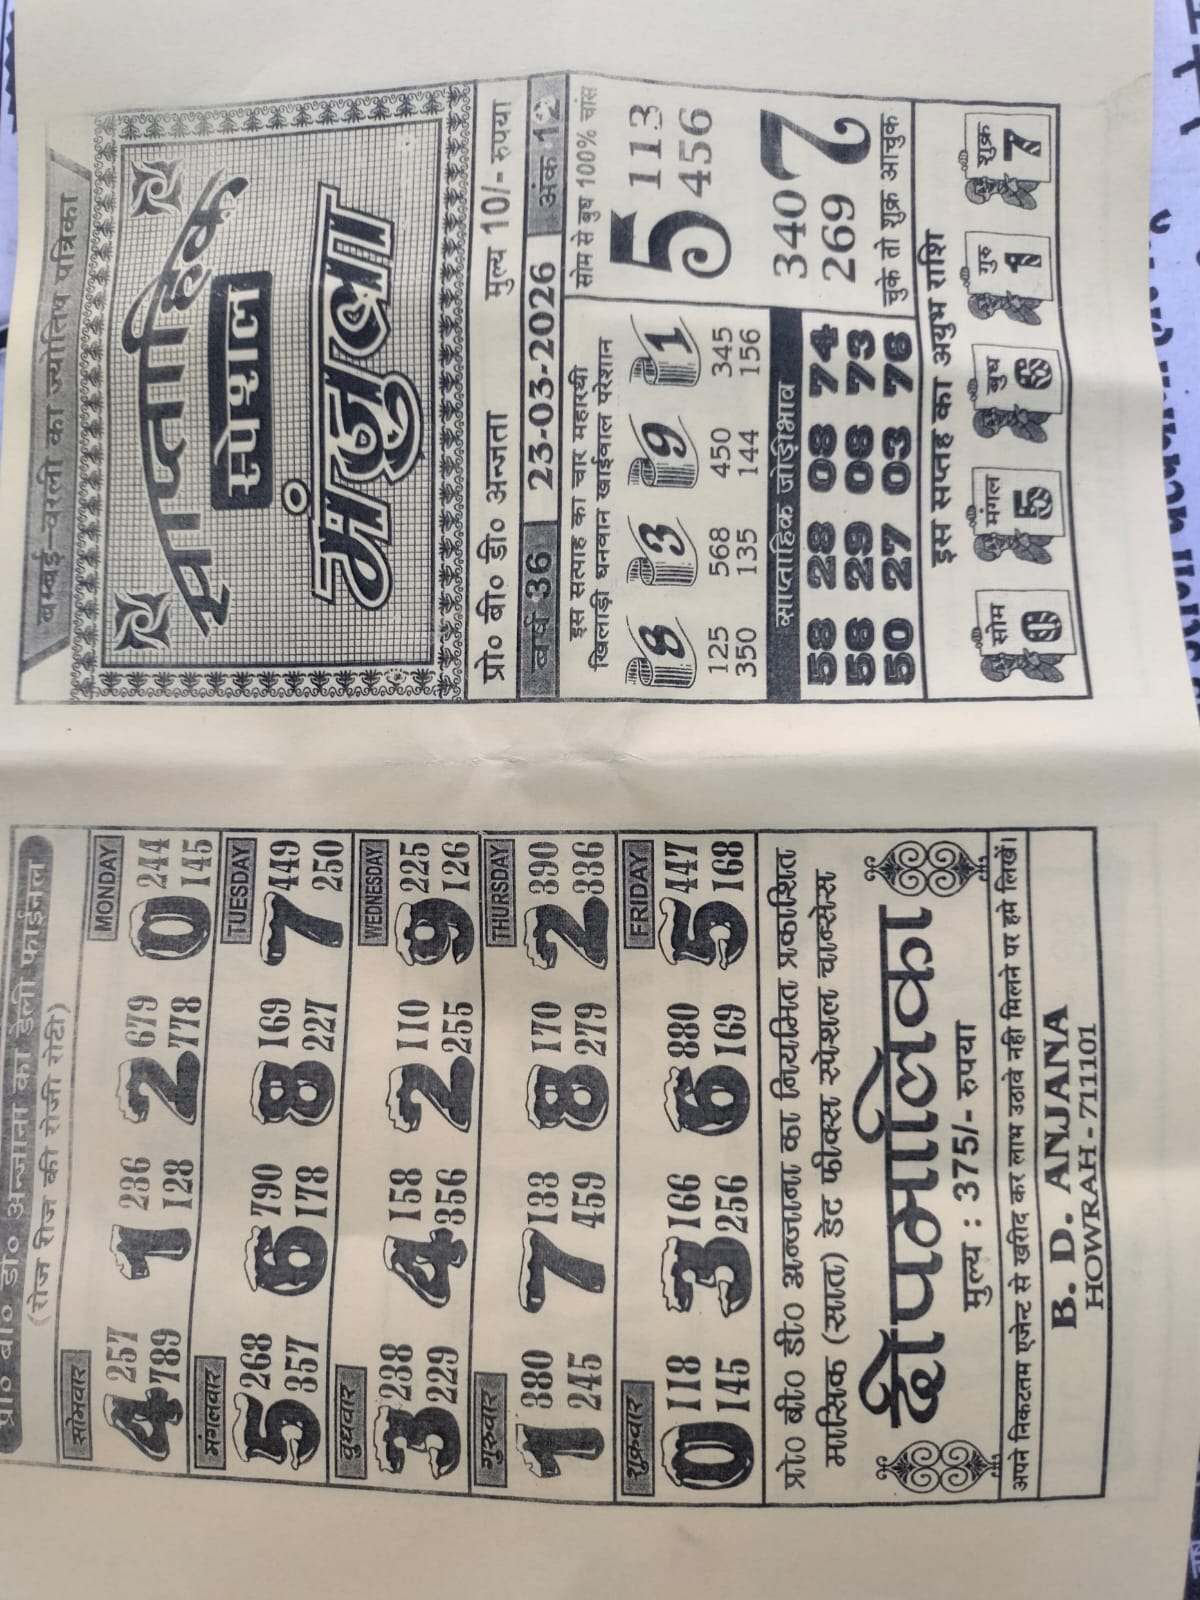 बम्बई-वरली का ज्योतिष पत्रिका
साप्ताहिक
स्पेशल
मंजुला
प्रो० बी० डी० अन्जता मुल्य 10/- रुपया
वर्ष 36 23-03-2026 अंक 12
इस सत्पाह का चार महारथी
खिलाड़ी धनवान खाईवाल परेशान
8 3 9 1
125 568 450 345
350 135 144 156
सोम से बुध 100% चांस
5 113
456
साप्ताहिक जोड़ीभाव
58 28 08 74
56 29 06 73
50 27 03 76
340 7
269
चुके तो शुक्र आचुक
इस सप्ताह का अशुभ राशि
सोम मंगल बुध गुरु शुक्र
6 5 6 1 7
प्रो० बी० डी० अन्जाना का डेली फाईनल
(रोज रोज की रोजी रोटी)
सोमवार MONDAY
4 257 1 236 2 679 0 244
789 128 778 145
मंगलवार TUESDAY
5 268 6 790 8 169 7 449
357 178 227 250
वुधवार WEDNESDAY
3 238 4 158 2 110 9 225
229 356 255 126
गुरुवार THURSDAY
1 380 7 133 8 170 2 390
245 459 279 336
शुक्रवार FRIDAY
0 118 3 166 6 880 5 447
145 256 169 168
प्रो० बी० डी० अन्जाना का नियमित प्रकाशित
मासिक (सात) डेट फीक्स स्पेशल चान्सेस
दीपमालिका
मुल्य : 375/- रुपया
अपने निकटतम एजेन्ट से खरीद कर लाभ उठावे नही मिलने पर हमे लिखें।
B. D. ANJANA
HOWRAH - 711101